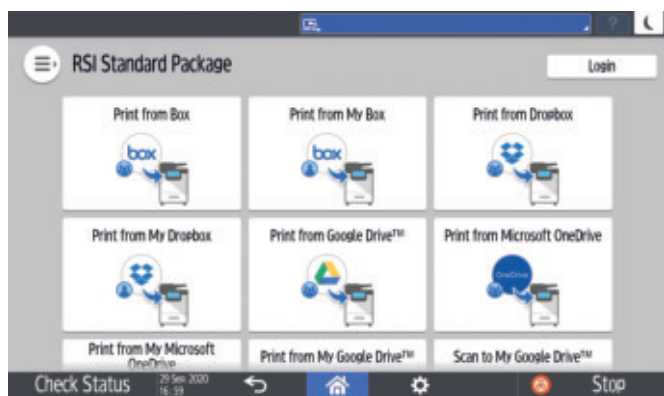 ?
RSI Standard Package
Login
Print from Box
Print from My Box
Print from Dropbox
box
box
Print from My Dropbox
Print from Google Drive™
Print from Microsoft OneDrive
OneDrive
Print from My Microsoft
OneDrive
Print from My Google Drive™
Scan to My Google Drive™
Check Status
29 Sep. 2020
16:39
Stop